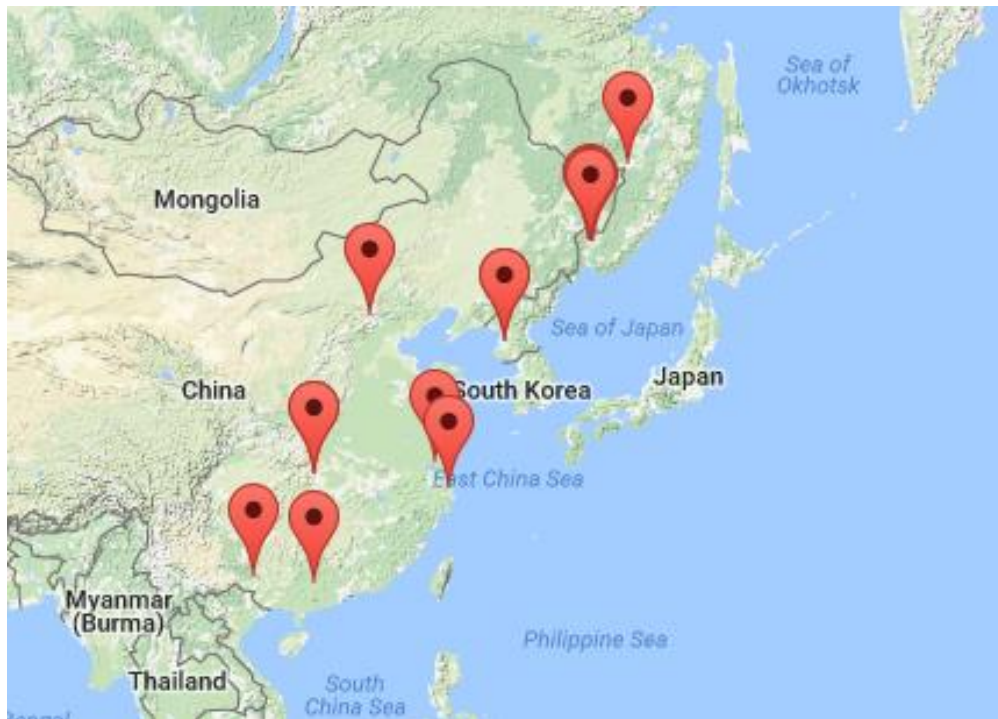 Sea of
Okhotsk
Mongolia
Sea of Japan
China
South Korea
Japan
East China Sea
Myanmar
(Burma)
Philippine Sea
Thailand
South
China Sea